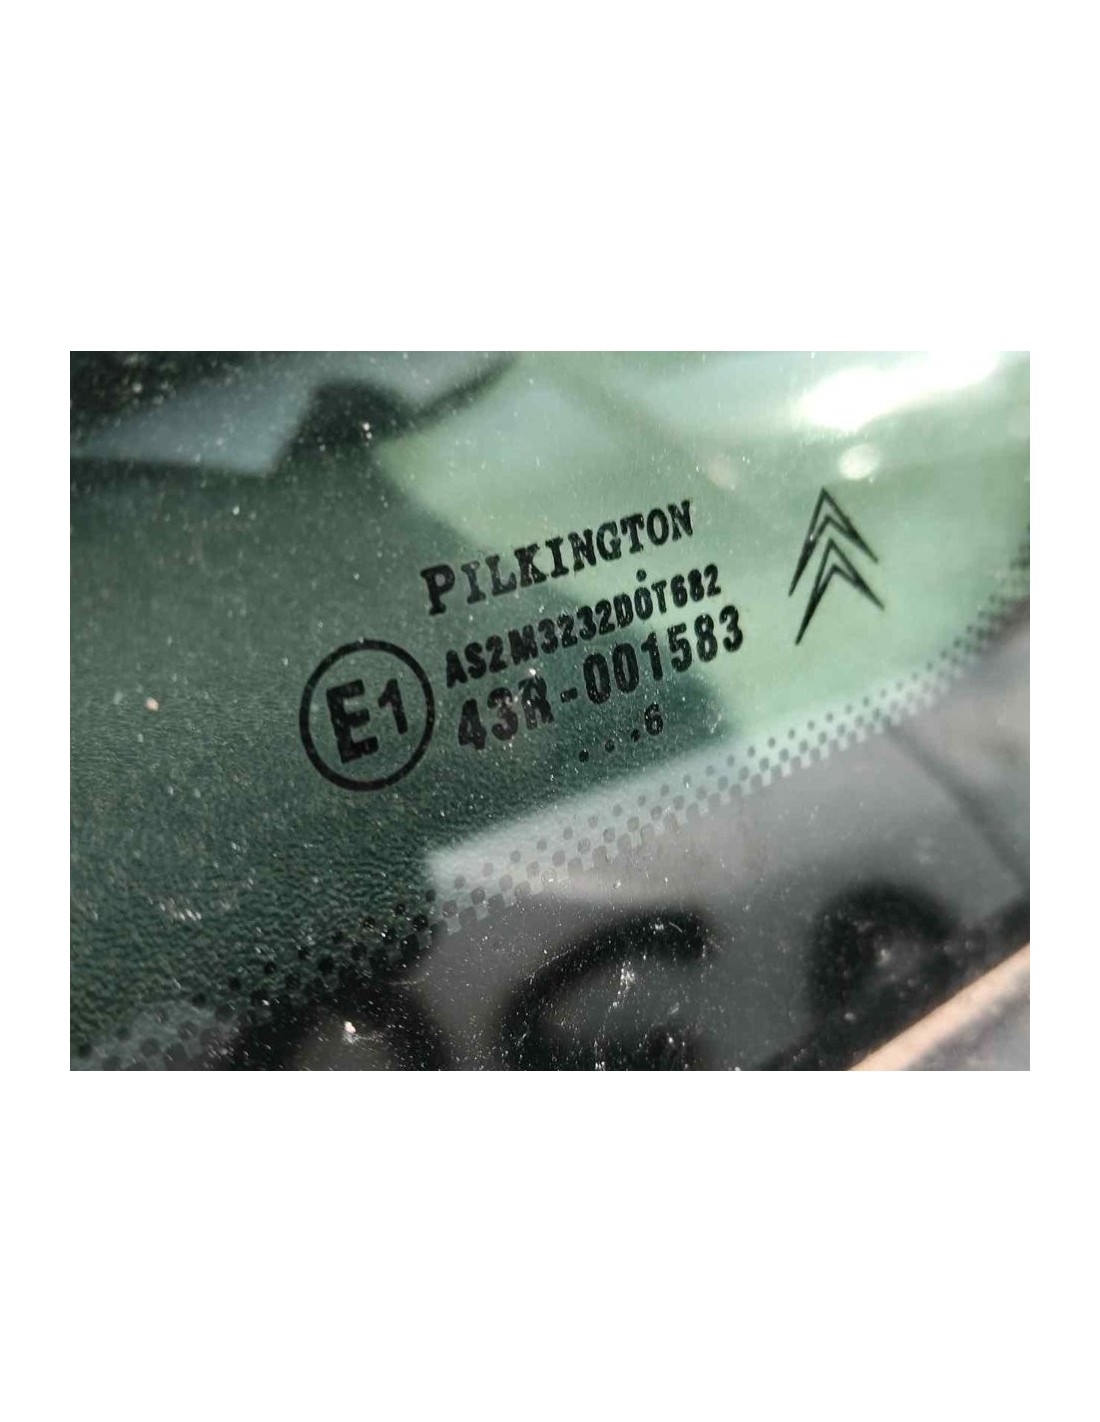 PILKINGTON
AS2M3232DOT682
E1
43R-001583
. . .6